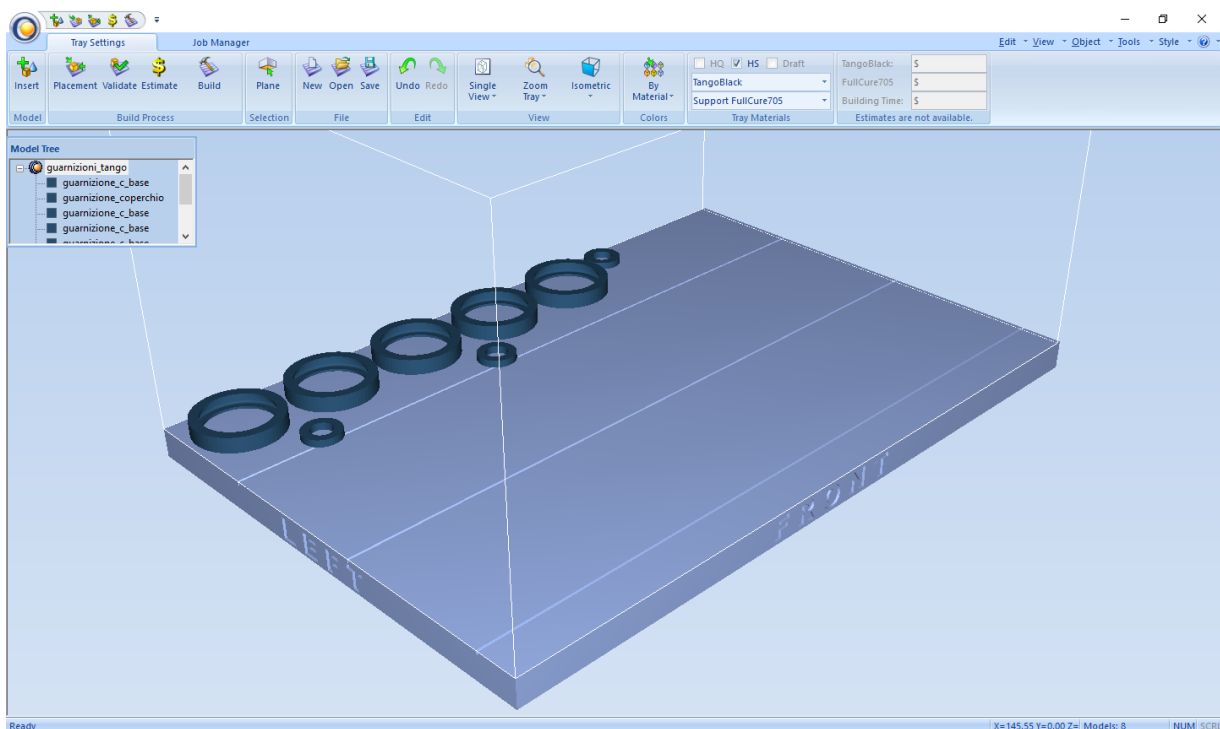 Tray Settings Job Manager Edit View Object Tools Style
HQ HS Draft TangoBlack: $
Insert Placement Validate Estimate Build Plane New Open Save Undo Redo Single View Zoom Tray Isometric By Material TangoBlack FullCure705 $
Support FullCure705 Building Time: $
Model Build Process Selection File Edit View Colors Tray Materials Estimates are not available.
Model Tree
guarnizioni_tango
guarnizione_c_base
guarnizione_coperchio
guarnizione_c_base
guarnizione_c_base
guarnizione_c_base
LEFT
FRONT
Ready X=145.55 Y=0.00 Z= Models: 8 NUM SCRL